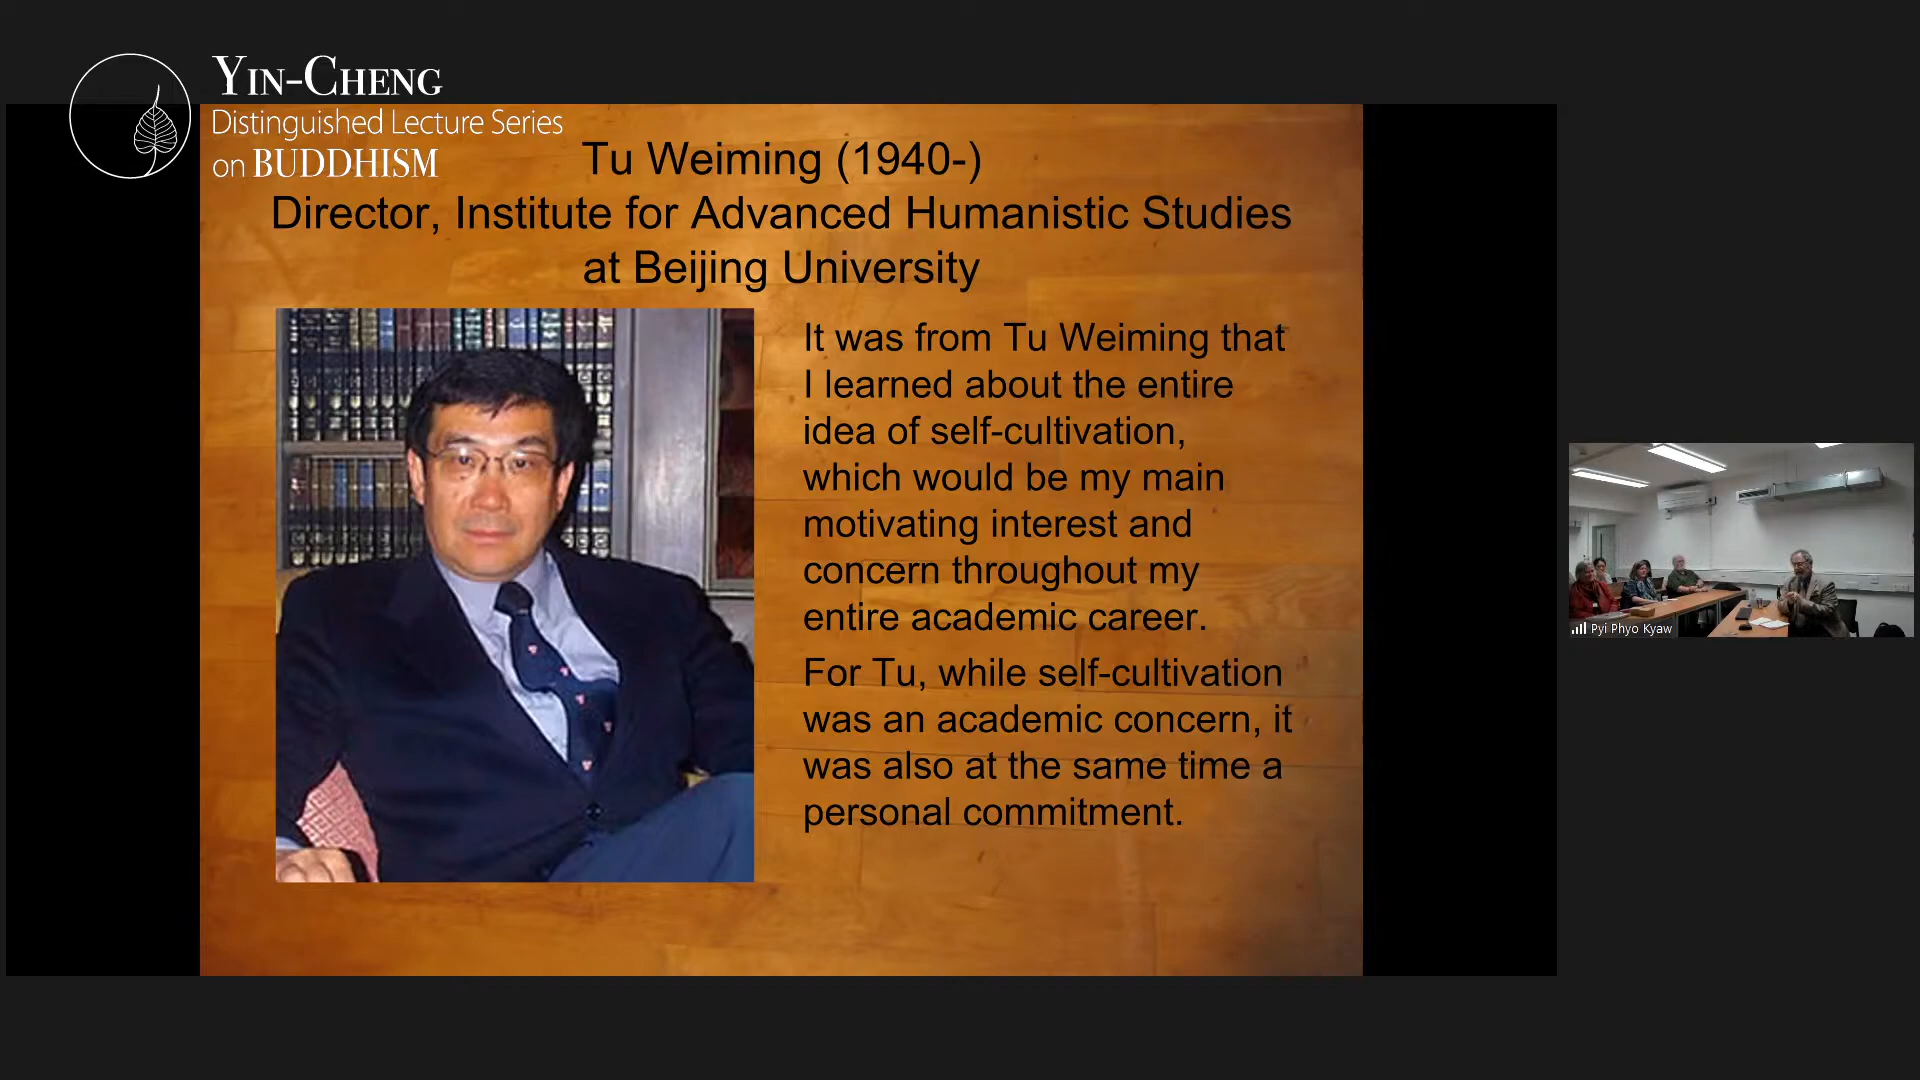 YIN-CHENG
Distinguished Lecture Series
on BUDDHISM
Tu Weiming (1940-)
Director, Institute for Advanced Humanistic Studies
at Beijing University
It was from Tu Weiming that
I learned about the entire
idea of self-cultivation,
which would be my main
motivating interest and
concern throughout my
entire academic career.
For Tu, while self-cultivation
was an academic concern, it
was also at the same time a
personal commitment.
Pyi Phyo Kyaw